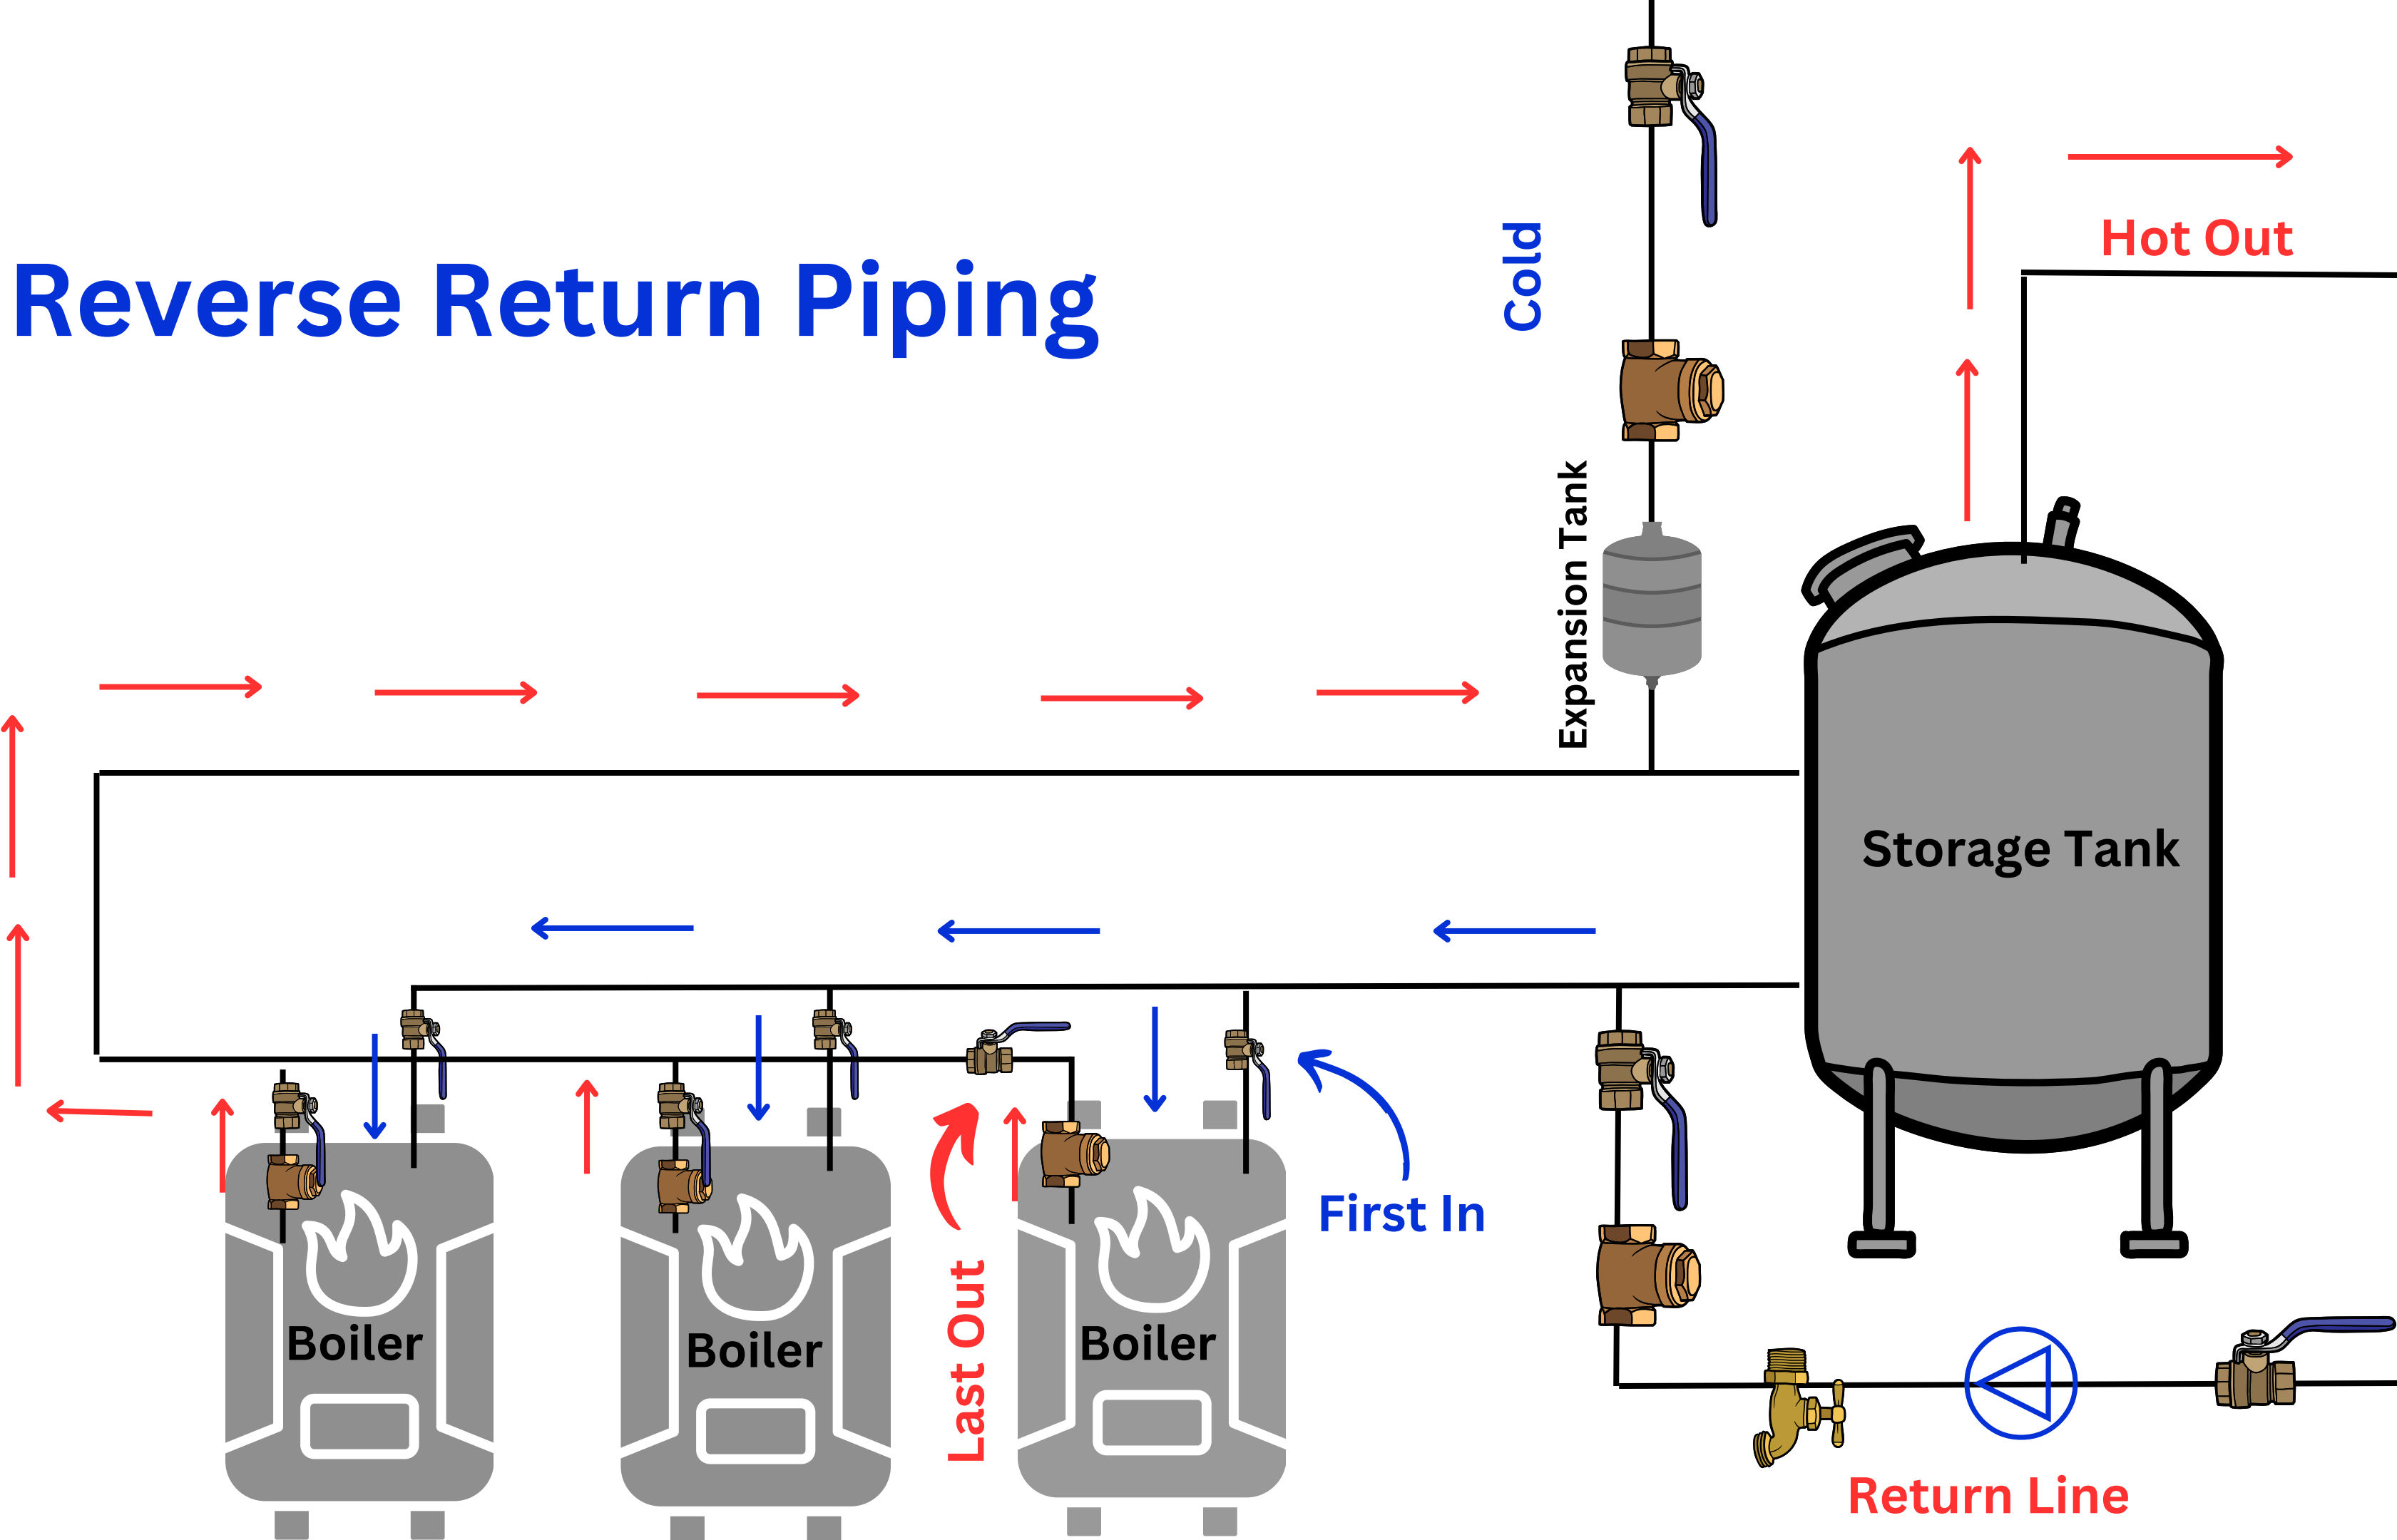 Reverse Return Piping
Cold
Hot Out
Expansion Tank
Storage Tank
First In
Last Out
Boiler
Boiler
Boiler
Return Line